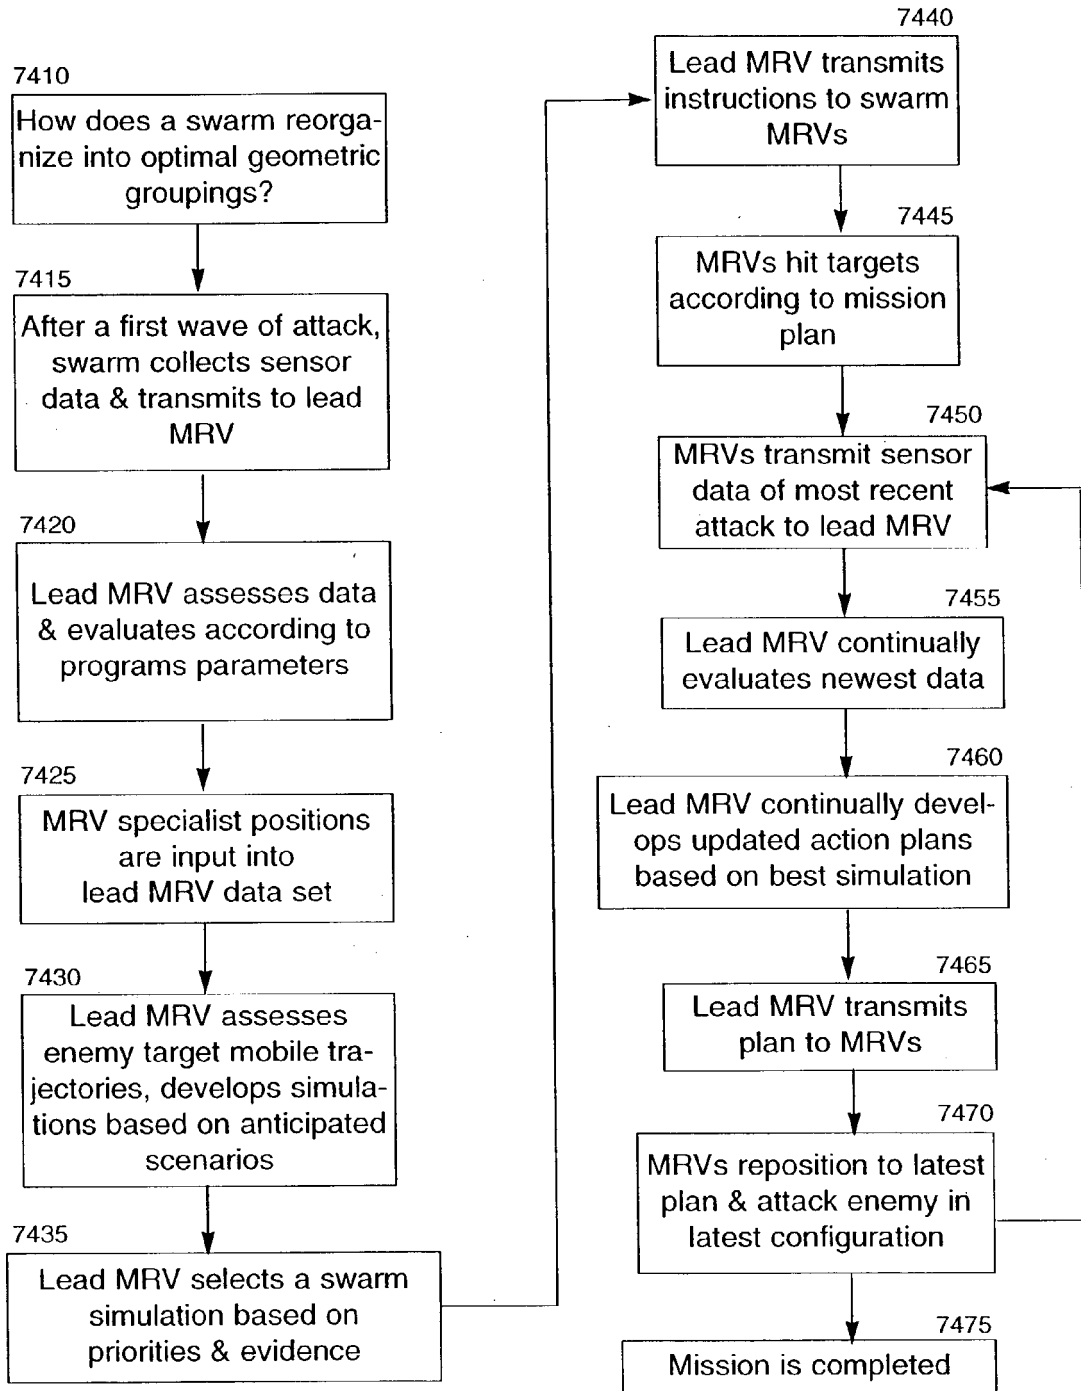 7410
How does a swarm reorga-
nize into optimal geometric
groupings?
7415
After a first wave of attack,
swarm collects sensor
data & transmits to lead
MRV
7420
Lead MRV assesses data
& evaluates according to
programs parameters
7425
MRV specialist positions
are input into
lead MRV data set
7430
Lead MRV assesses
enemy target mobile tra-
jectories, develops simula-
tions based on anticipated
scenarios
7435
Lead MRV selects a swarm
simulation based on
priorities & evidence
7440
Lead MRV transmits
instructions to swarm
MRVs
7445
MRVs hit targets
according to mission
plan
7450
MRVs transmit sensor
data of most recent
attack to lead MRV
7455
Lead MRV continually
evaluates newest data
7460
Lead MRV continually devel-
ops updated action plans
based on best simulation
7465
Lead MRV transmits
plan to MRVs
7470
MRVs reposition to latest
plan & attack enemy in
latest configuration
7475
Mission is completed